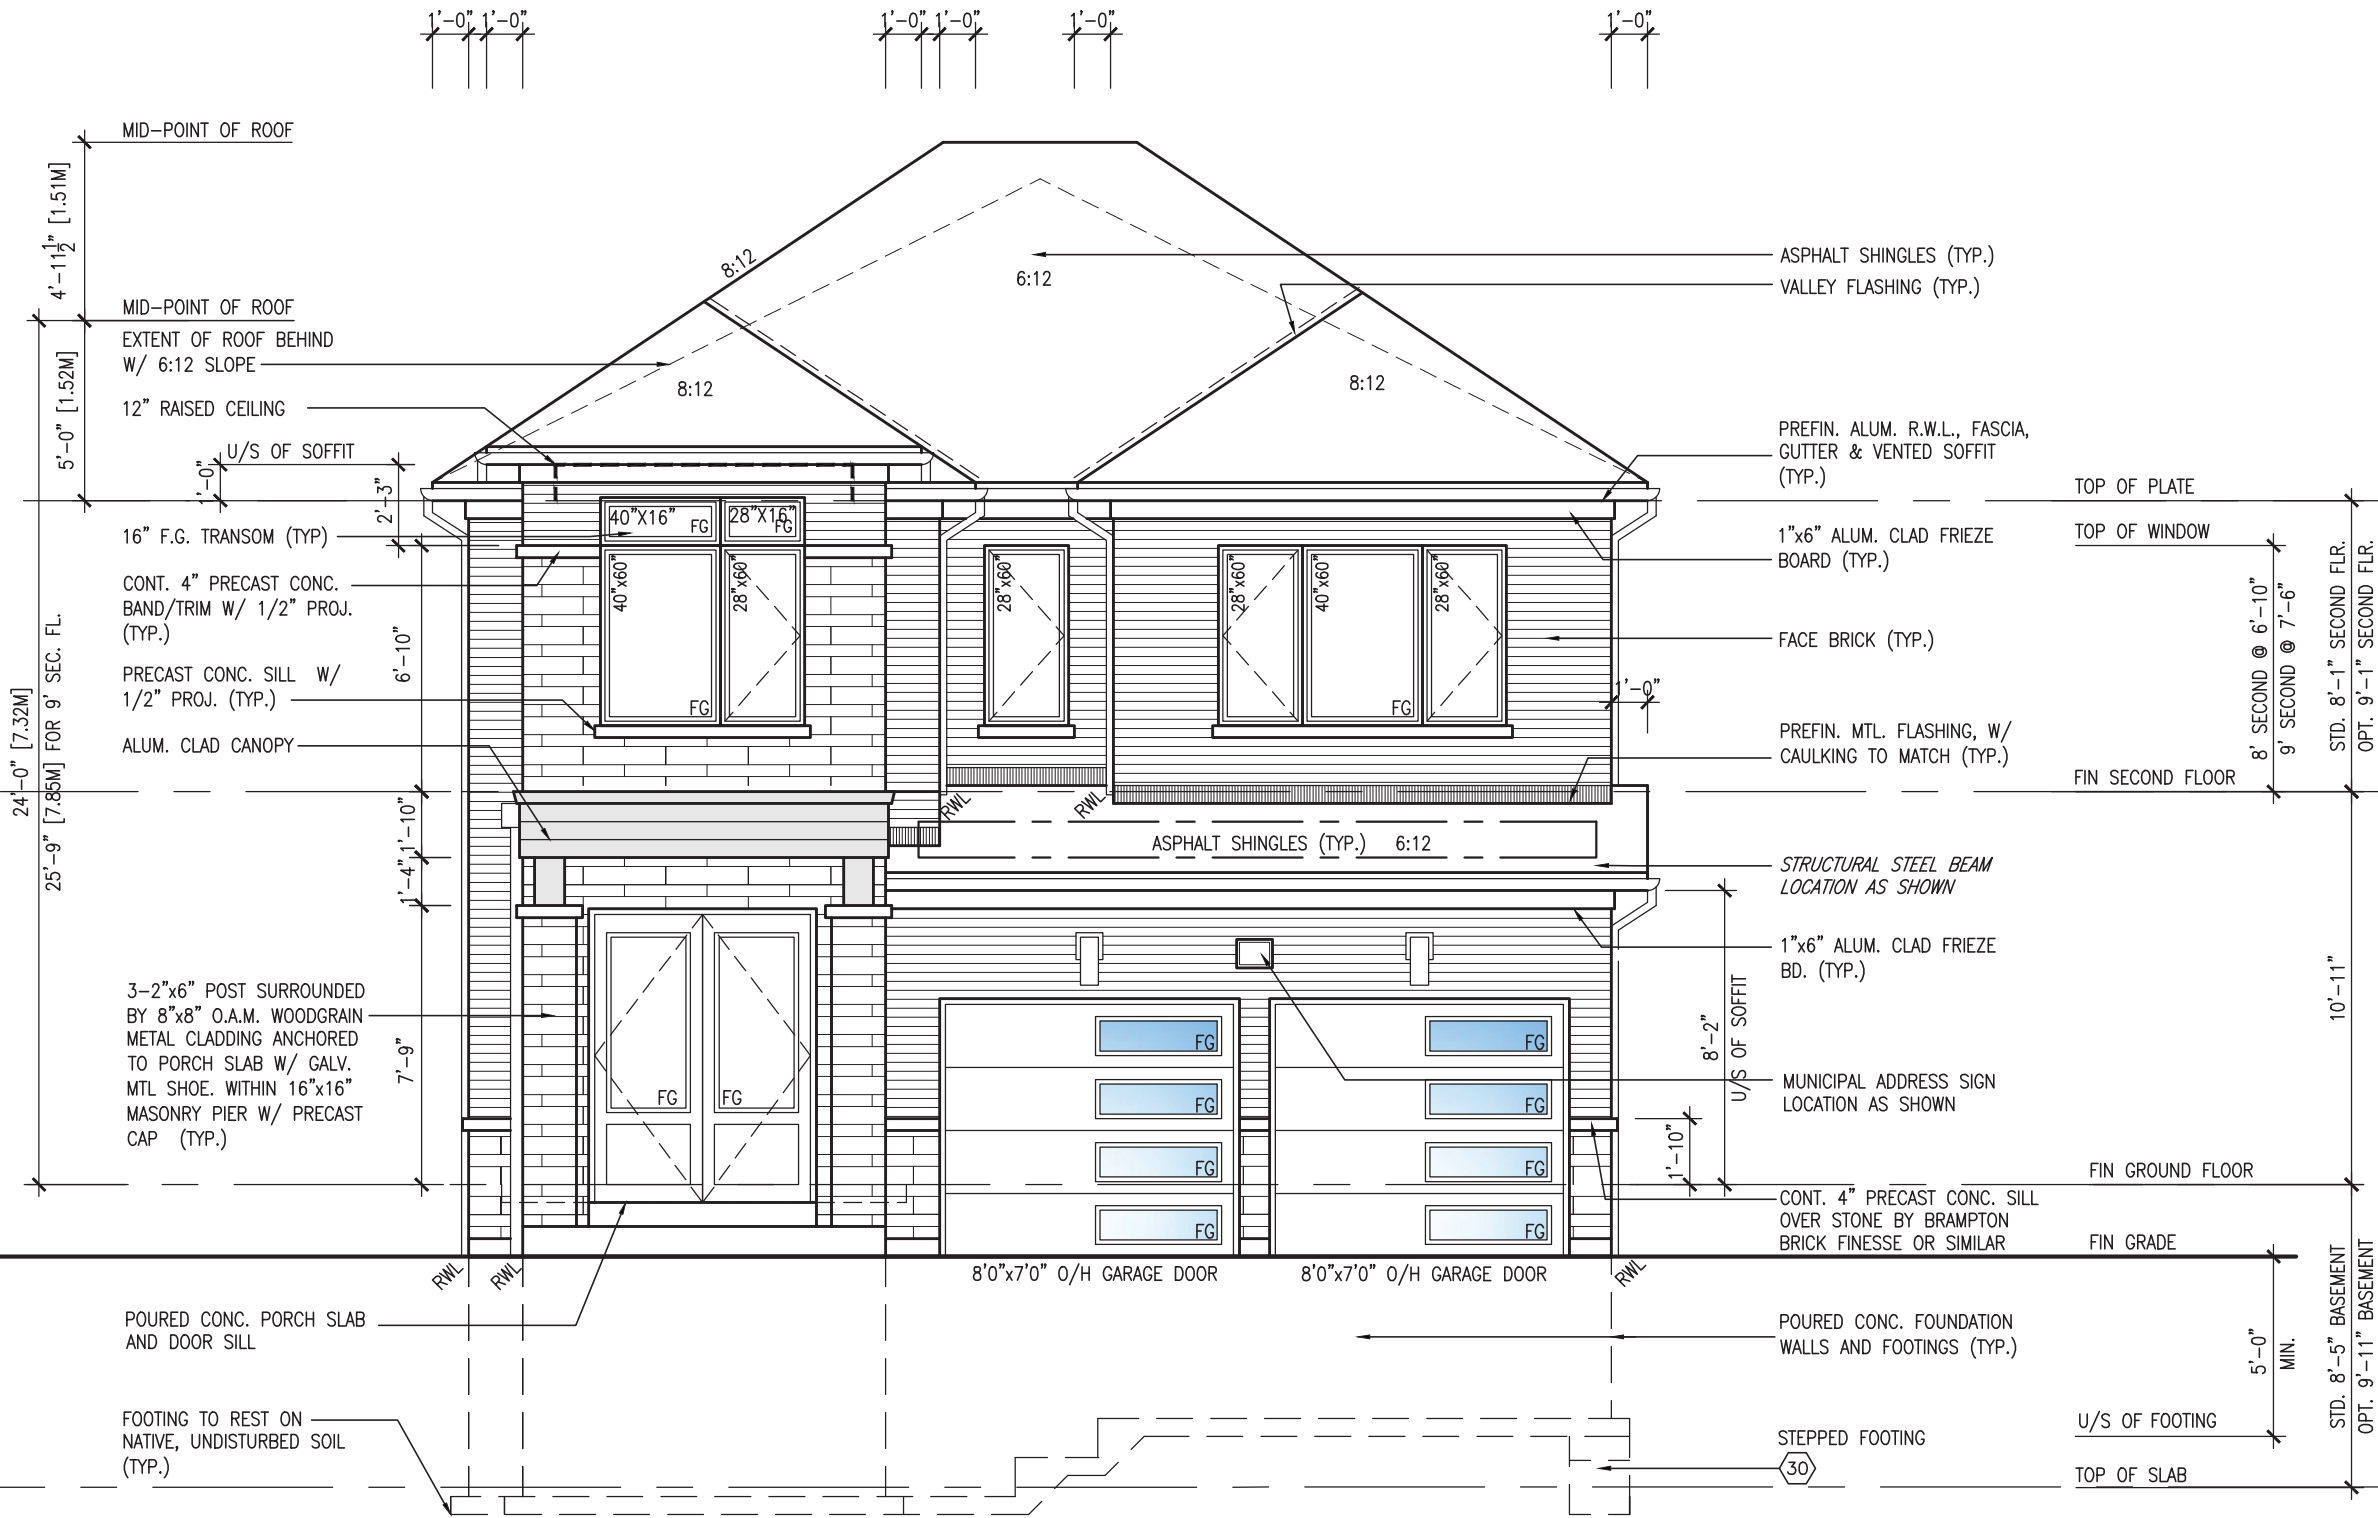 1'-0" 1'-0" 1'-0" 1'-0" 1'-0" 1'-0"
MID-POINT OF ROOF
4'-11 1/2" [1.51M]
MID-POINT OF ROOF
5'-0" [1.52M]
EXTENT OF ROOF BEHIND
W/ 6:12 SLOPE
12" RAISED CEILING
U/S OF SOFFIT
1'-0"
2'-3"
16" F.G. TRANSOM (TYP)
CONT. 4" PRECAST CONC.
BAND/TRIM W/ 1/2" PROJ.
(TYP.)
6'-10"
PRECAST CONC. SILL W/
1/2" PROJ. (TYP.)
ALUM. CLAD CANOPY
24'-0" [7.32M]
25'-9" [7.85M] FOR 9' SEC. FL.
1'-10"
1'-4"
3-2"x6" POST SURROUNDED
BY 8"x8" O.A.M. WOODGRAIN
METAL CLADDING ANCHORED
TO PORCH SLAB W/ GALV.
MTL SHOE. WITHIN 16"x16"
MASONRY PIER W/ PRECAST
CAP (TYP.)
7'-9"
RWL RWL
POURED CONC. PORCH SLAB
AND DOOR SILL
FOOTING TO REST ON
NATIVE, UNDISTURBED SOIL
(TYP.)
8:12
6:12
8:12
8:12
40"X16" FG 28"X16" FG
40"x60" 28"x60" 28"x60" 28"x60" 40"x60" 28"x60"
FG FG
1'-0"
RWL RWL
ASPHALT SHINGLES (TYP.) 6:12
FG FG
FG FG
FG FG
FG FG
FG FG
8'0"x7'0" O/H GARAGE DOOR 8'0"x7'0" O/H GARAGE DOOR
RWL
ASPHALT SHINGLES (TYP.)
VALLEY FLASHING (TYP.)
PREFIN. ALUM. R.W.L., FASCIA,
GUTTER & VENTED SOFFIT
(TYP.)
1"x6" ALUM. CLAD FRIEZE
BOARD (TYP.)
FACE BRICK (TYP.)
PREFIN. MTL. FLASHING, W/
CAULKING TO MATCH (TYP.)
STRUCTURAL STEEL BEAM
LOCATION AS SHOWN
1"x6" ALUM. CLAD FRIEZE
BD. (TYP.)
8'-2"
U/S OF SOFFIT
MUNICIPAL ADDRESS SIGN
LOCATION AS SHOWN
1'-10"
CONT. 4" PRECAST CONC. SILL
OVER STONE BY BRAMPTON
BRICK FINESSE OR SIMILAR
POURED CONC. FOUNDATION
WALLS AND FOOTINGS (TYP.)
STEPPED FOOTING
30
TOP OF PLATE
TOP OF WINDOW
8' SECOND @ 6'-10"
9' SECOND @ 7'-6"
STD. 8'-1" SECOND FLR.
OPT. 9'-1" SECOND FLR.
FIN SECOND FLOOR
10'-11"
FIN GROUND FLOOR
FIN GRADE
5'-0"
MIN.
STD. 8'-5" BASEMENT
OPT. 9'-11" BASEMENT
U/S OF FOOTING
TOP OF SLAB